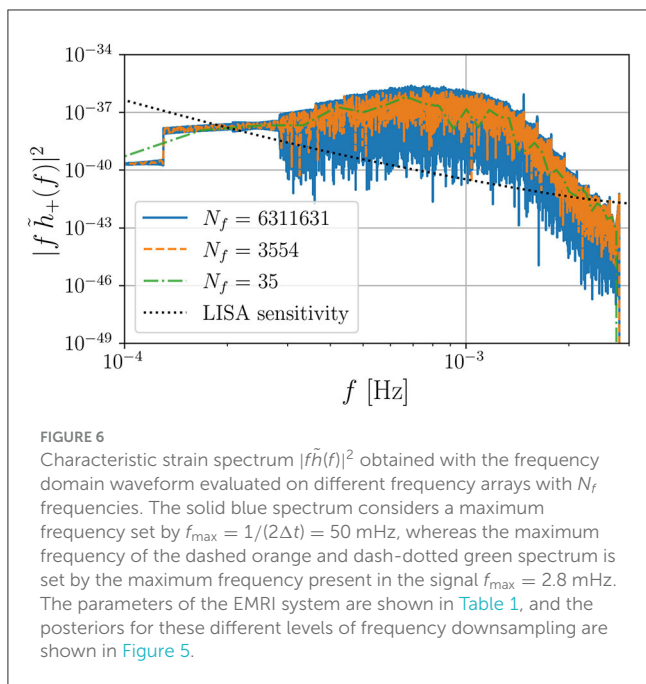 10^{-34}
10^{-37}
10^{-40}
10^{-43}
10^{-46}
10^{-49}
|f h̃_+(f)|^2
N_f = 6311631
N_f = 3554
N_f = 35
LISA sensitivity
10^{-4}
10^{-3}
f [Hz]
FIGURE 6
Characteristic strain spectrum |fh̃(f)|^2 obtained with the frequency
domain waveform evaluated on different frequency arrays with N_f
frequencies. The solid blue spectrum considers a maximum
frequency set by f_max = 1/(2Δt) = 50 mHz, whereas the maximum
frequency of the dashed orange and dash-dotted green spectrum is
set by the maximum frequency present in the signal f_max = 2.8 mHz.
The parameters of the EMRI system are shown in Table 1, and the
posteriors for these different levels of frequency downsampling are
shown in Figure 5.